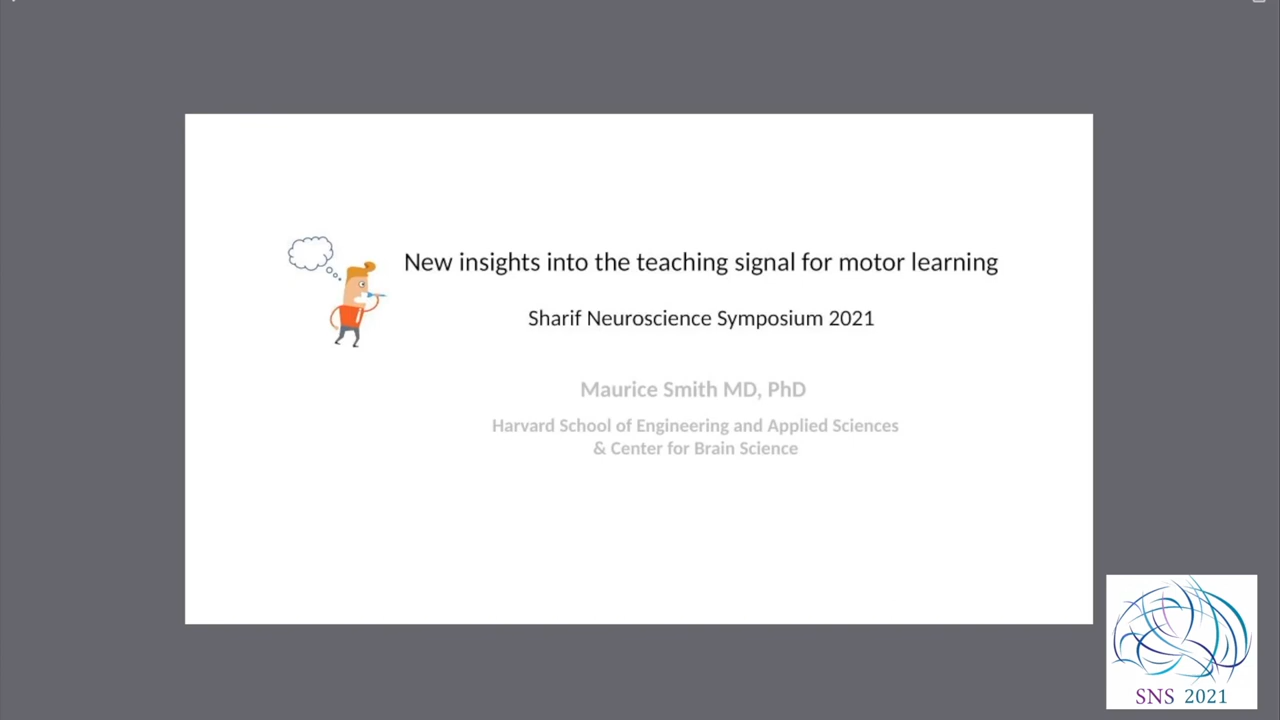 New insights into the teaching signal for motor learning
Sharif Neuroscience Symposium 2021
Maurice Smith MD, PhD
Harvard School of Engineering and Applied Sciences
& Center for Brain Science
SNS 2021